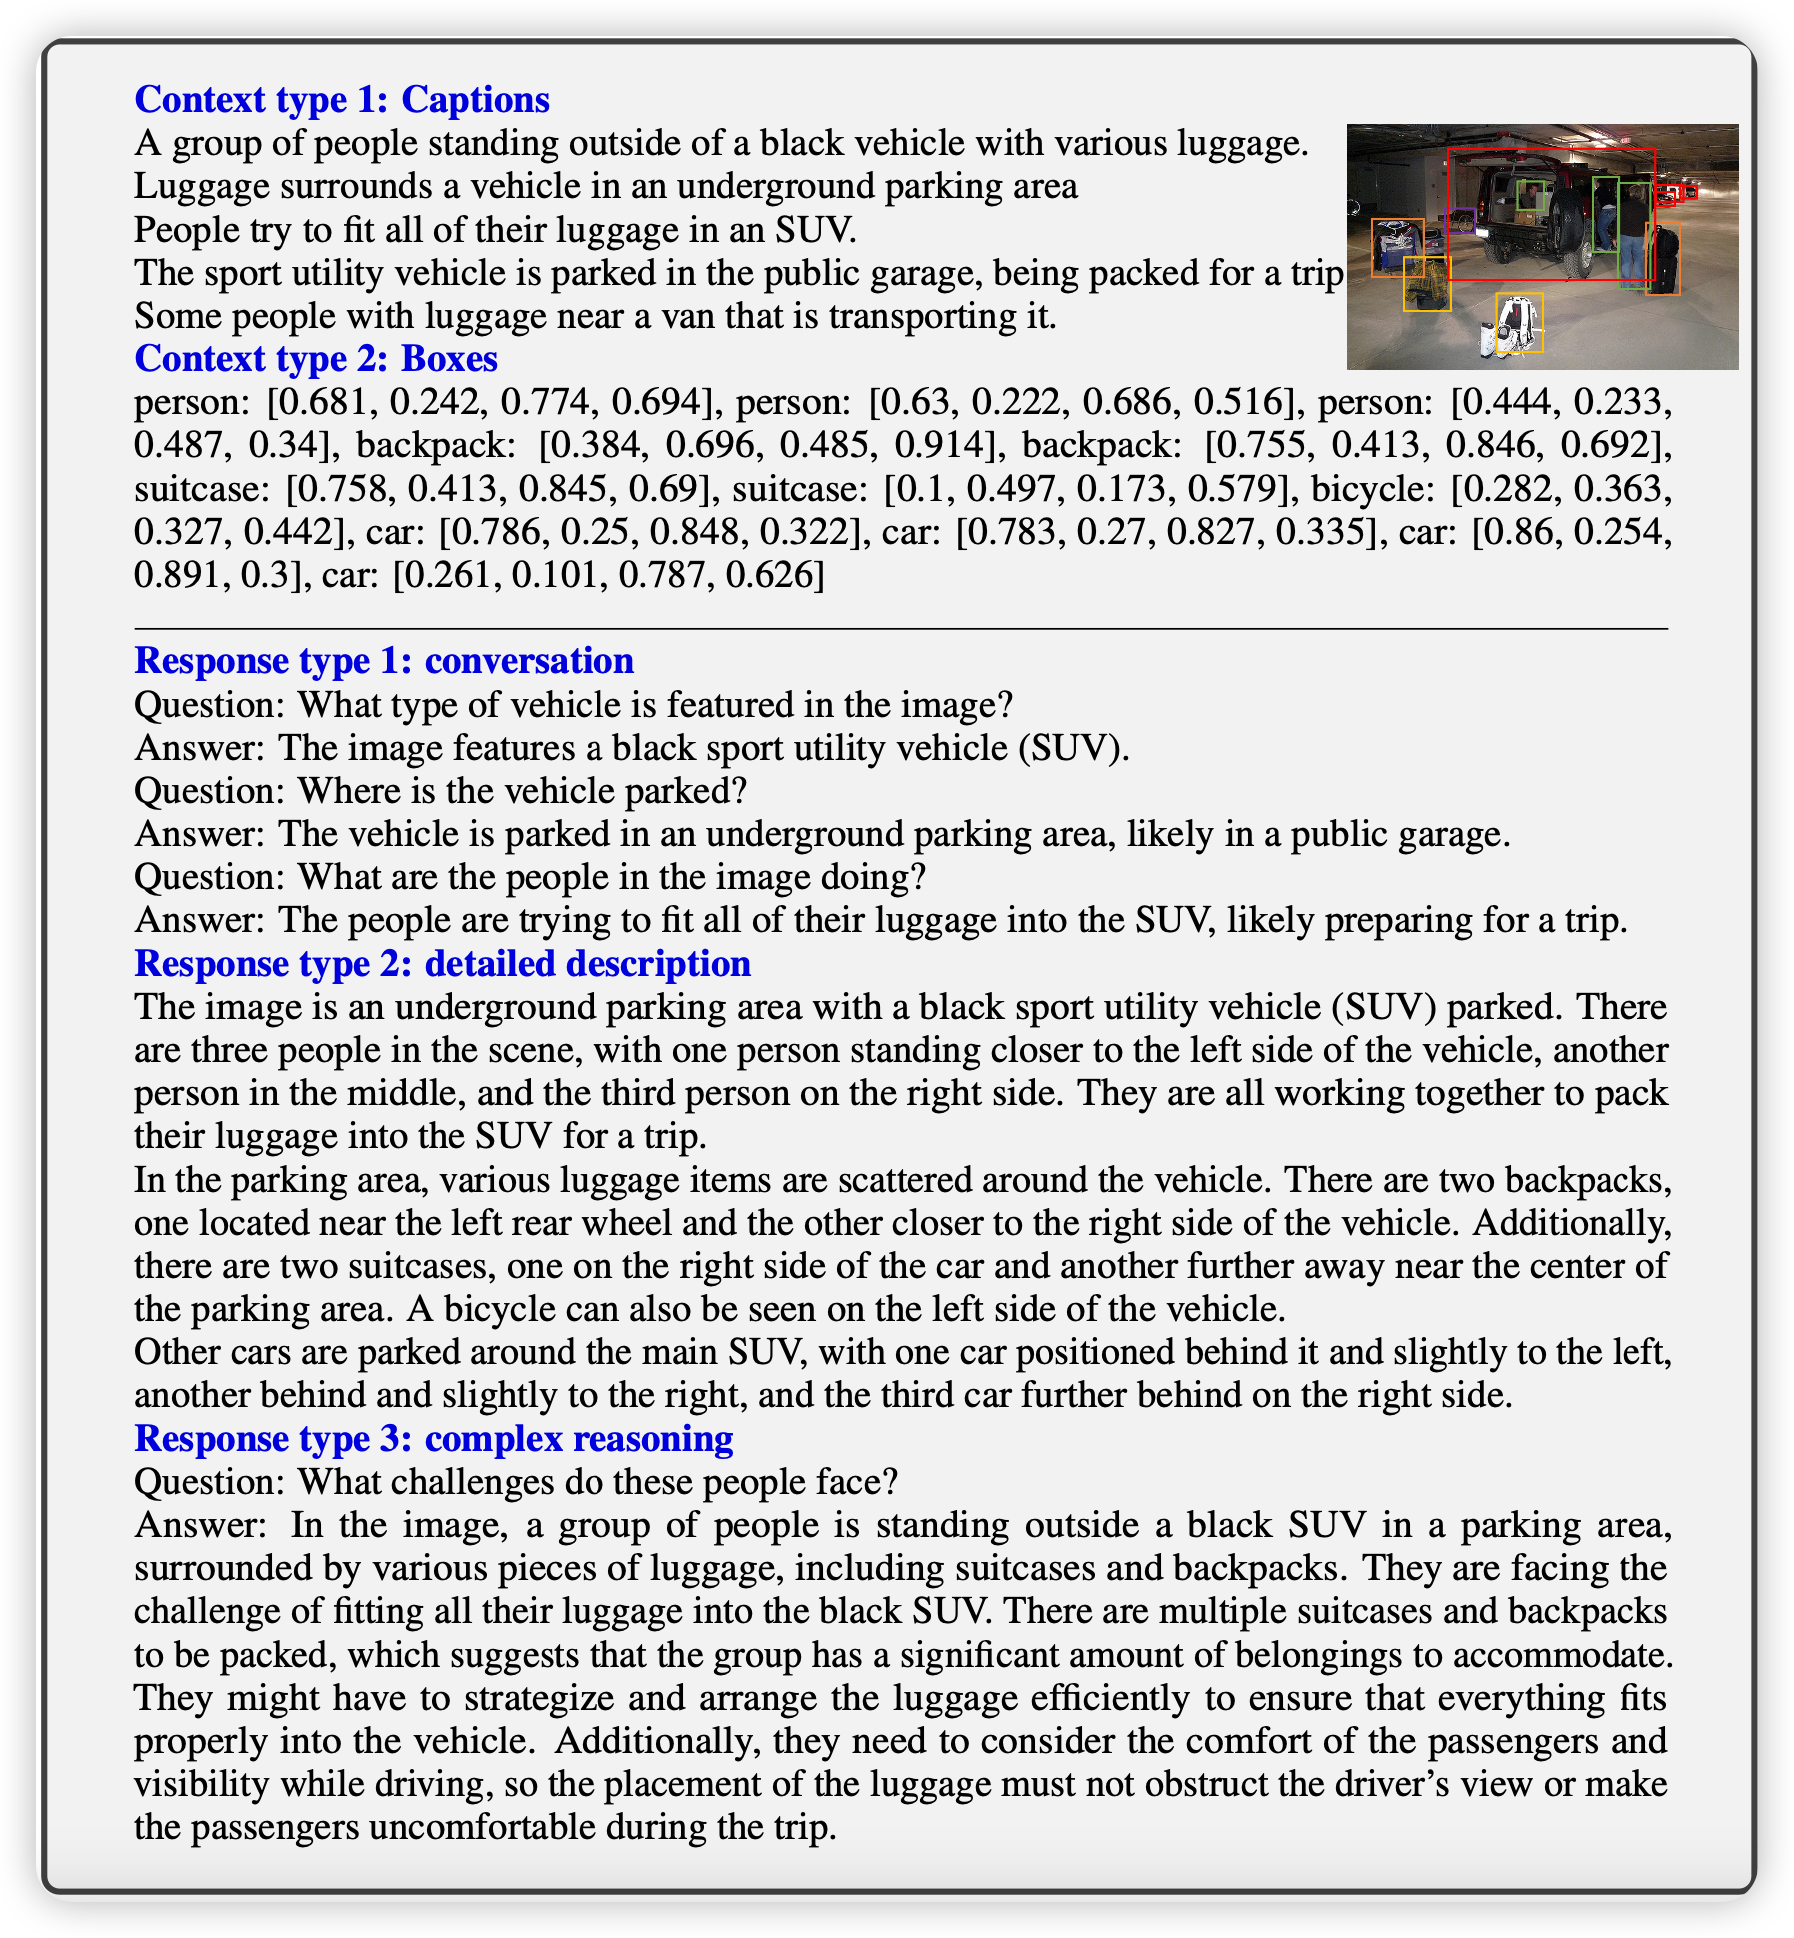 Context type 1: Captions
A group of people standing outside of a black vehicle with various luggage.
Luggage surrounds a vehicle in an underground parking area
People try to fit all of their luggage in an SUV.
The sport utility vehicle is parked in the public garage, being packed for a trip
Some people with luggage near a van that is transporting it.
Context type 2: Boxes
person: [0.681, 0.242, 0.774, 0.694], person: [0.63, 0.222, 0.686, 0.516], person: [0.444, 0.233,
0.487, 0.34], backpack: [0.384, 0.696, 0.485, 0.914], backpack: [0.755, 0.413, 0.846, 0.692],
suitcase: [0.758, 0.413, 0.845, 0.69], suitcase: [0.1, 0.497, 0.173, 0.579], bicycle: [0.282, 0.363,
0.327, 0.442], car: [0.786, 0.25, 0.848, 0.322], car: [0.783, 0.27, 0.827, 0.335], car: [0.86, 0.254,
0.891, 0.3], car: [0.261, 0.101, 0.787, 0.626]
Response type 1: conversation
Question: What type of vehicle is featured in the image?
Answer: The image features a black sport utility vehicle (SUV).
Question: Where is the vehicle parked?
Answer: The vehicle is parked in an underground parking area, likely in a public garage.
Question: What are the people in the image doing?
Answer: The people are trying to fit all of their luggage into the SUV, likely preparing for a trip.
Response type 2: detailed description
The image is an underground parking area with a black sport utility vehicle (SUV) parked. There
are three people in the scene, with one person standing closer to the left side of the vehicle, another
person in the middle, and the third person on the right side. They are all working together to pack
their luggage into the SUV for a trip.
In the parking area, various luggage items are scattered around the vehicle. There are two backpacks,
one located near the left rear wheel and the other closer to the right side of the vehicle. Additionally,
there are two suitcases, one on the right side of the car and another further away near the center of
the parking area. A bicycle can also be seen on the left side of the vehicle.
Other cars are parked around the main SUV, with one car positioned behind it and slightly to the left,
another behind and slightly to the right, and the third car further behind on the right side.
Response type 3: complex reasoning
Question: What challenges do these people face?
Answer: In the image, a group of people is standing outside a black SUV in a parking area,
surrounded by various pieces of luggage, including suitcases and backpacks. They are facing the
challenge of fitting all their luggage into the black SUV. There are multiple suitcases and backpacks
to be packed, which suggests that the group has a significant amount of belongings to accommodate.
They might have to strategize and arrange the luggage efficiently to ensure that everything fits
properly into the vehicle. Additionally, they need to consider the comfort of the passengers and
visibility while driving, so the placement of the luggage must not obstruct the driver's view or make
the passengers uncomfortable during the trip.